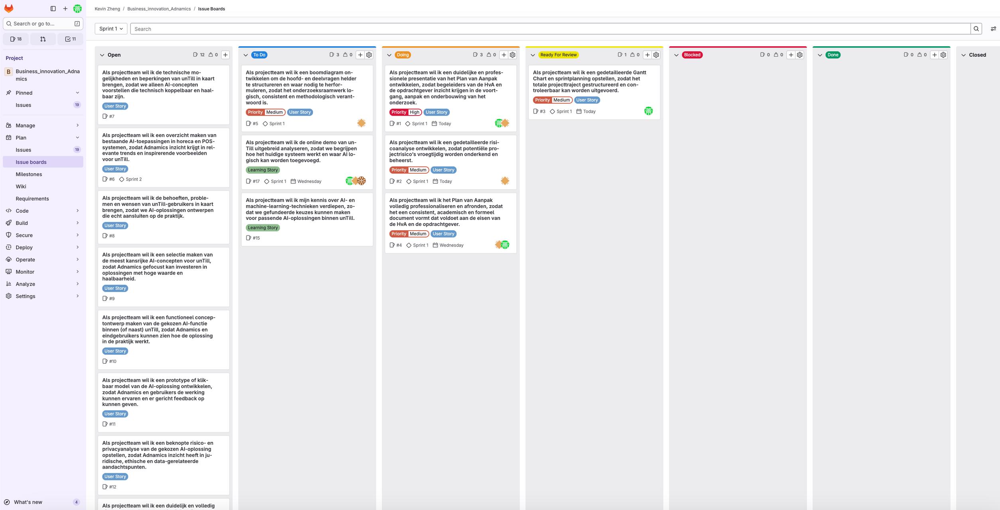 Kevin Zheng / Business_innovation_Adnamics / Issue Boards
Search or go to...
/
18
11
Project
B
Business_innovation_Adna
mics
Pinned
Issues
19
Manage
Plan
Issues
19
Issue boards
Milestones
Wiki
Requirements
Code
Build
Secure
Deploy
Operate
Monitor
Analyze
Settings
What's new
4
Sprint 1
Search
Open
12
0
Als projectteam wil ik de technische mo-
gelijkheden en beperkingen van unTill in kaart
brengen, zodat we alleen AI-concepten
voorstellen die technisch koppelbaar en haal-
baar zijn.
User Story
#7
Als projectteam wil ik een overzicht maken van
bestaande AI-toepassingen in horeca en POS-
systemen, zodat Adnamics inzicht krijgt in rel-
evante trends en inspirerende voorbeelden
voor unTill.
User Story
#6 Sprint 2
Als projectteam wil ik de behoeften, proble-
men en wensen van unTill-gebruikers in kaart
brengen, zodat we AI-oplossingen ontwerpen
die echt aansluiten op de praktijk.
User Story
#8
Als projectteam wil ik een selectie maken van
de meest kansrijke AI-concepten voor unTill,
zodat Adnamics gefocust kan investeren in
oplossingen met hoge waarde en
haalbaarheid.
User Story
#9
Als projectteam wil ik een functioneel concep-
tontwerp maken van de gekozen AI-functie
binnen (of naast) unTill, zodat Adnamics en
eindgebruikers kunnen zien hoe de oplossing
in de praktijk werkt.
User Story
#10
Als projectteam wil ik een prototype of klik-
baar model van de AI-oplossing ontwikkelen,
zodat Adnamics en gebruikers de werking
kunnen ervaren en er gericht feedback op
kunnen geven.
User Story
#11
Als projectteam wil ik een beknopte risico- en
privacyanalyse van de gekozen AI-oplossing
opstellen, zodat Adnamics inzicht heeft in ju-
ridische, ethische en data-gerelateerde
aandachtspunten.
User Story
#12
Als projectteam wil ik een duidelijk en volledig
To Do
3
0
Als projectteam wil ik een boomdiagram on-
twikkelen om de hoofd- en deelvragen helder
te structureren en waar nodig te herfor-
muleren, zodat het onderzoeksraamwerk lo-
gisch, consistent en methodologisch verant-
woord is.
Priority Medium User Story
#5 Sprint 1
Als projectteam wil ik de online demo van un-
Till uitgebreid analyseren, zodat we begrijpen
hoe het huidige systeem werkt en waar AI lo-
gisch kan worden toegevoegd.
Learning Story
#17 Sprint 1 Wednesday
Als projectteam wil ik mijn kennis over AI- en
machine-learning-technieken verdiepen, zo-
dat we gefundeerde keuzes kunnen maken
voor passende AI-oplossingen binnen unTill.
Learning Story
#15
Doing
3
0
Als projectteam wil ik een duidelijke en profes-
sionele presentatie van het Plan van Aanpak
ontwikkelen, zodat begeleiders van de HvA en
de opdrachtgever inzicht krijgen in de voort-
gang, aanpak en onderbouwing van het
onderzoek.
Priority High User Story
#1 Sprint 1 Today
Als projectteam wil ik een gedetailleerde risi-
coanalyse ontwikkelen, zodat potentiële pro-
jectrisico's vroegtijdig worden onderkend en
beheerst.
Priority Medium User Story
#2 Sprint 1 Today
Als projectteam wil ik het Plan van Aanpak
volledig professionaliseren en afronden, zodat
het een consistent, academisch en formeel
document vormt dat voldoet aan de eisen van
de HvA en de opdrachtgever.
Priority Medium User Story
#4 Sprint 1 Wednesday
Ready For Review
1
0
Als projectteam wil ik een gedetailleerde Gantt
Chart en sprintplanning opstellen, zodat het
totale projecttraject gestructureerd en con-
troleerbaar kan worden uitgevoerd.
Priority Medium User Story
#3 Sprint 1 Today
Blocked
0
0
Done
0
0
Closed